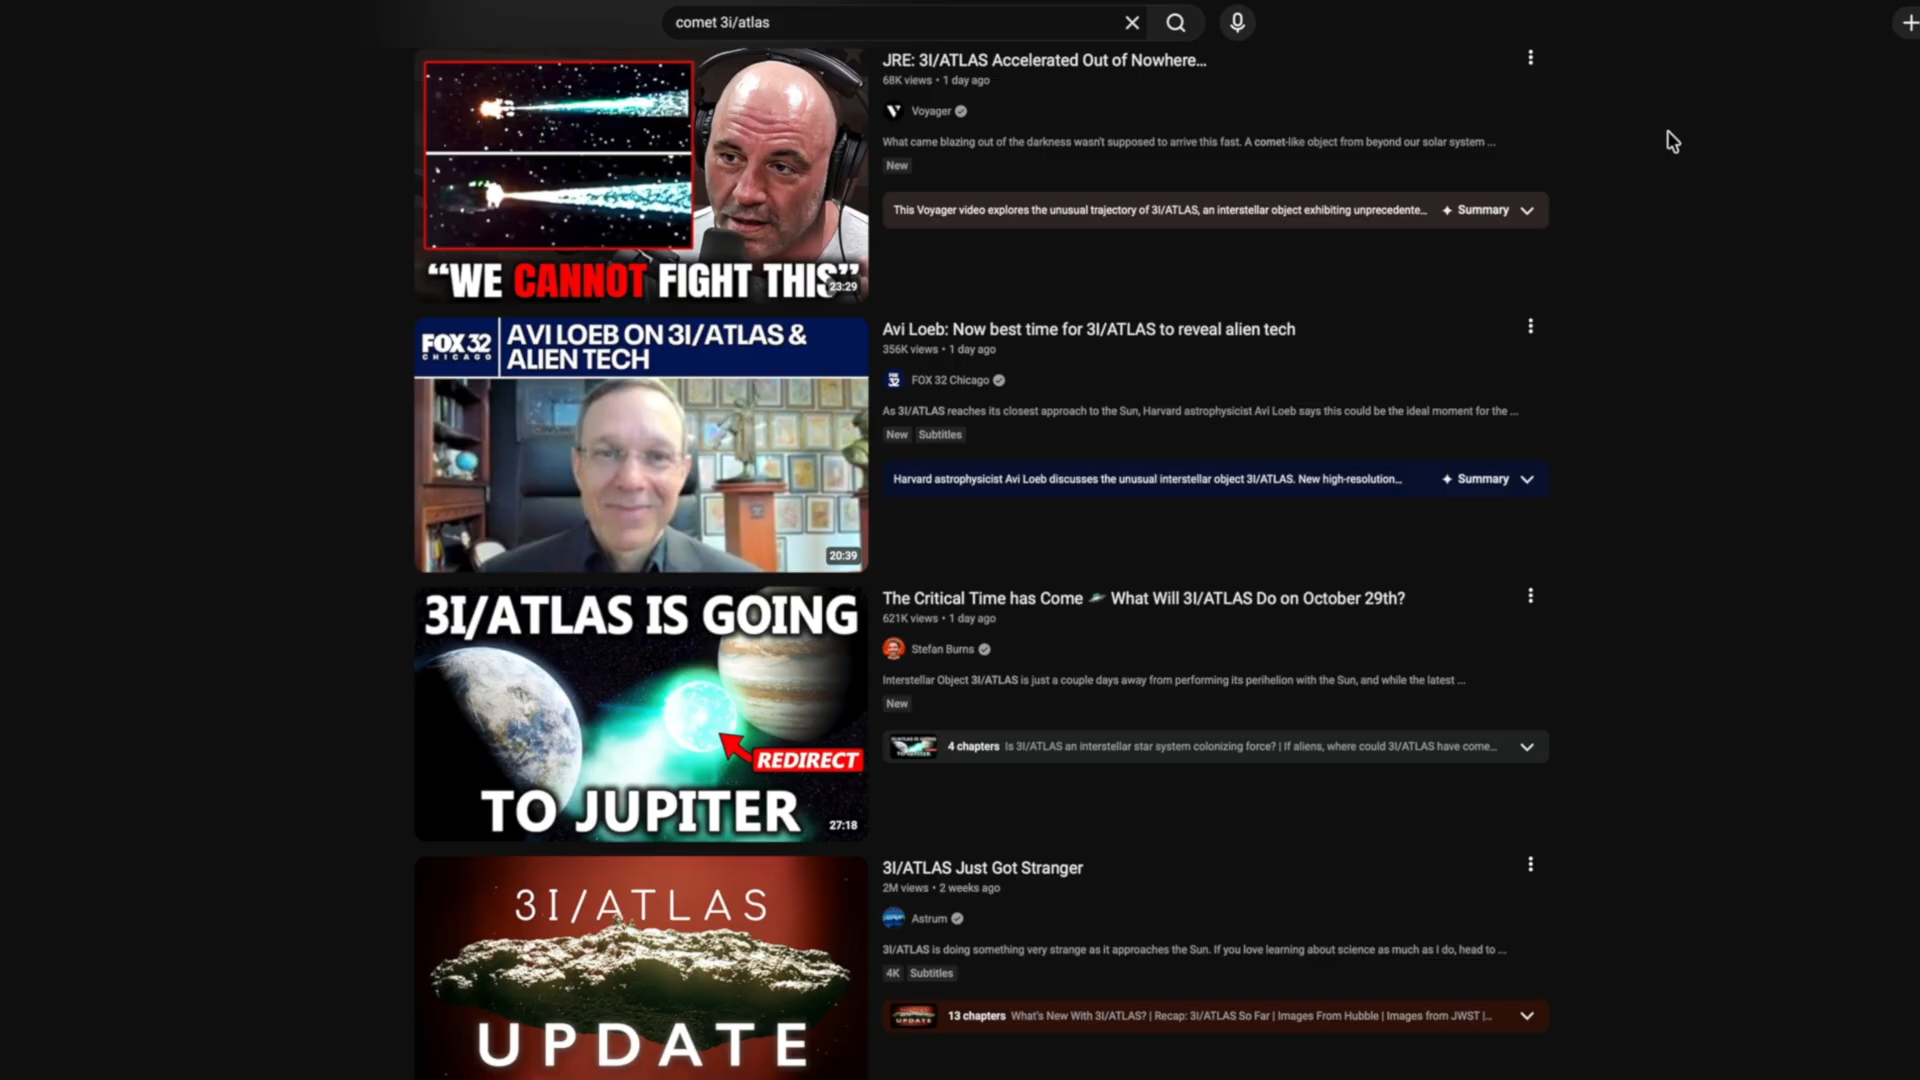 comet 3i/atlas
JRE: 3I/ATLAS Accelerated Out of Nowhere...
68K views • 1 day ago
Voyager
What came blazing out of the darkness wasn't supposed to arrive this fast. A comet-like object from beyond our solar system ...
New
This Voyager video explores the unusual trajectory of 3I/ATLAS, an interstellar object exhibiting unprecedente...
Summary
“WE CANNOT FIGHT THIS”
23:29
FOX 32
CHICAGO
AVI LOEB ON 3I/ATLAS &
ALIEN TECH
20:39
Avi Loeb: Now best time for 3I/ATLAS to reveal alien tech
356K views • 1 day ago
FOX 32 Chicago
As 3I/ATLAS reaches its closest approach to the Sun, Harvard astrophysicist Avi Loeb says this could be the ideal moment for the ...
New Subtitles
Harvard astrophysicist Avi Loeb discusses the unusual interstellar object 3I/ATLAS. New high-resolution...
Summary
3I/ATLAS IS GOING
REDIRECT
TO JUPITER
27:18
The Critical Time has Come What Will 3I/ATLAS Do on October 29th?
621K views • 1 day ago
Stefan Burns
Interstellar Object 3I/ATLAS is just a couple days away from performing its perihelion with the Sun, and while the latest ...
New
4 chapters Is 3I/ATLAS an interstellar star system colonizing force? | If aliens, where could 3I/ATLAS have come...
3I/ATLAS
UPDATE
3I/ATLAS Just Got Stranger
2M views • 2 weeks ago
Astrum
3I/ATLAS is doing something very strange as it approaches the Sun. If you love learning about science as much as I do, head to ...
4K Subtitles
13 chapters What's New With 3I/ATLAS? | Recap: 3I/ATLAS So Far | Images From Hubble | Images from JWST |...